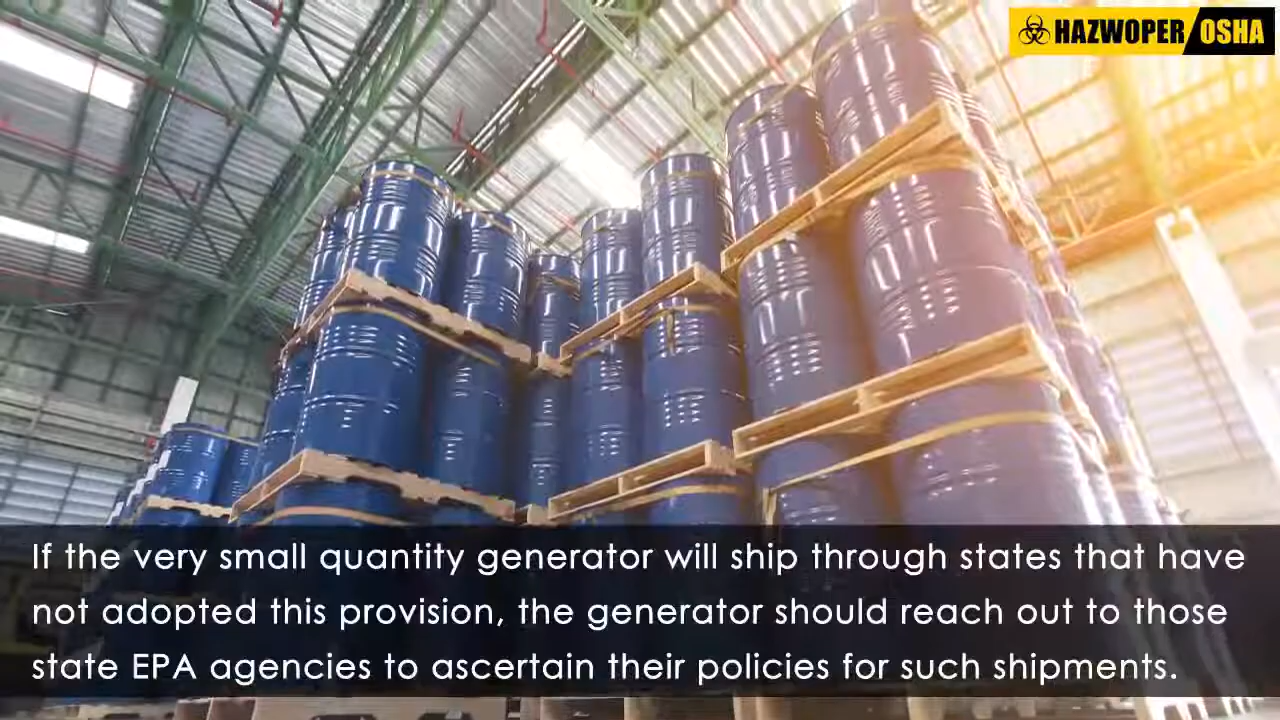 HAZWOPER OSHA
If the very small quantity generator will ship through states that have
not adopted this provision, the generator should reach out to those
state EPA agencies to ascertain their policies for such shipments.